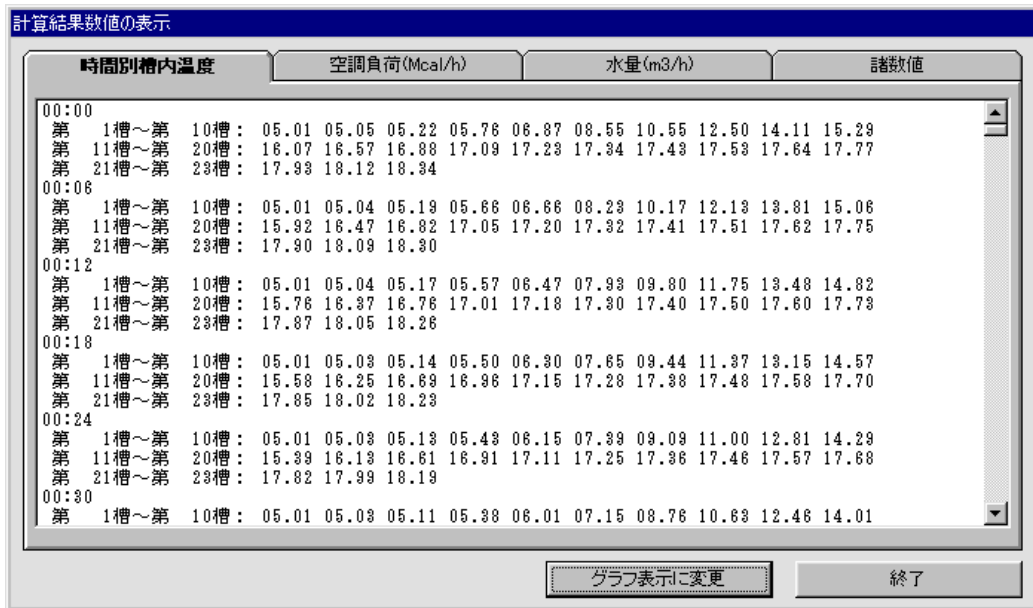 計算結果数値の表示
時間別槽内温度 空調負荷(Mcal/h) 水量(m3/h) 諸数値
00:00
第 1槽～第 10槽: 05.01 05.05 05.22 05.76 06.87 08.55 10.55 12.50 14.11 15.29
第 11槽～第 20槽: 16.07 16.57 16.88 17.09 17.23 17.34 17.43 17.53 17.64 17.77
第 21槽～第 23槽: 17.93 18.12 18.34
00:06
第 1槽～第 10槽: 05.01 05.04 05.19 05.66 06.66 08.23 10.17 12.13 13.81 15.06
第 11槽～第 20槽: 15.92 16.47 16.82 17.05 17.20 17.32 17.41 17.51 17.62 17.75
第 21槽～第 23槽: 17.90 18.09 18.30
00:12
第 1槽～第 10槽: 05.01 05.04 05.17 05.57 06.47 07.93 09.80 11.75 13.48 14.82
第 11槽～第 20槽: 15.76 16.37 16.76 17.01 17.18 17.30 17.40 17.50 17.60 17.73
第 21槽～第 23槽: 17.87 18.05 18.26
00:18
第 1槽～第 10槽: 05.01 05.03 05.14 05.50 06.30 07.65 09.44 11.37 13.15 14.57
第 11槽～第 20槽: 15.58 16.25 16.69 16.96 17.15 17.28 17.38 17.48 17.58 17.70
第 21槽～第 23槽: 17.85 18.02 18.23
00:24
第 1槽～第 10槽: 05.01 05.03 05.13 05.43 06.15 07.39 09.09 11.00 12.81 14.29
第 11槽～第 20槽: 15.39 16.13 16.61 16.91 17.11 17.25 17.36 17.46 17.57 17.68
第 21槽～第 23槽: 17.82 17.99 18.19
00:30
第 1槽～第 10槽: 05.01 05.03 05.11 05.38 06.01 07.15 08.76 10.63 12.46 14.01
グラフ表示に変更 終了